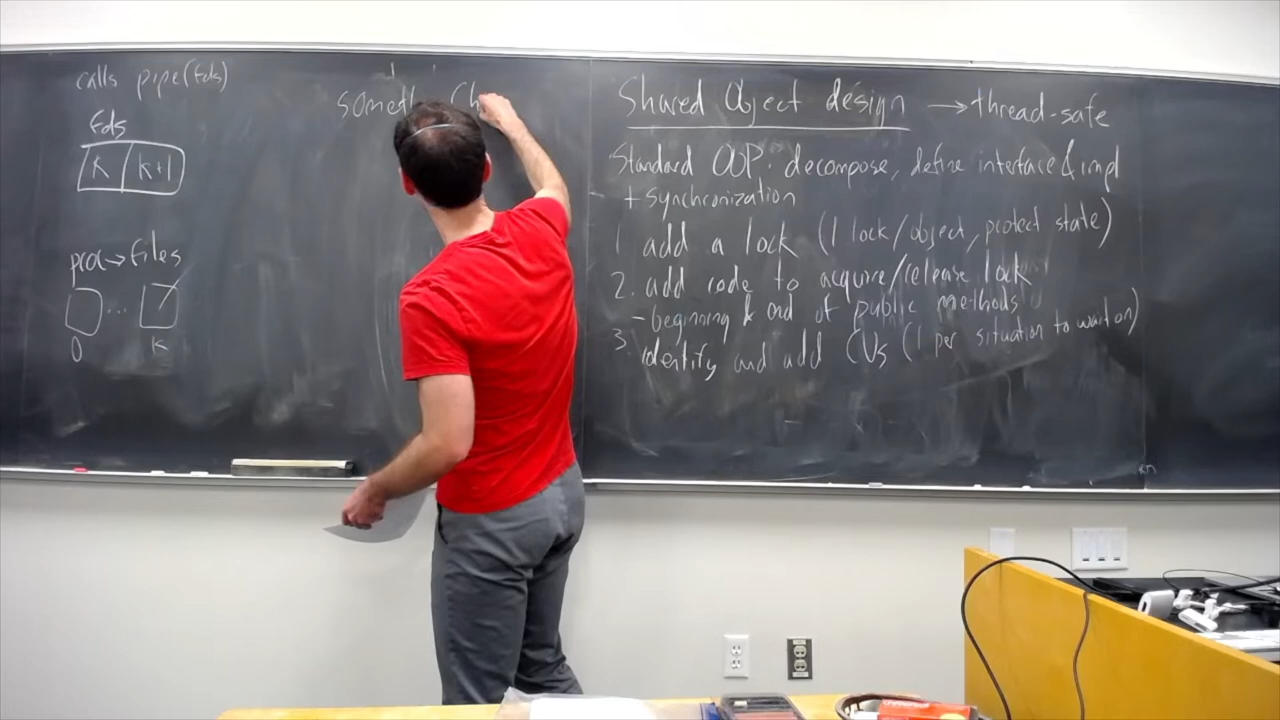 calls pipe(fds)
fds
k k+1
proc→files
...
0 k
someth Ch
Shared Object design → thread-safe
Standard OOP: decompose, define interface & impl
+ synchronization
1 add a lock (1 lock/object, protect state)
2. add code to acquire/release lock
- beginning & end of public methods
3 identify and add CVs (1 per situation to wait on)